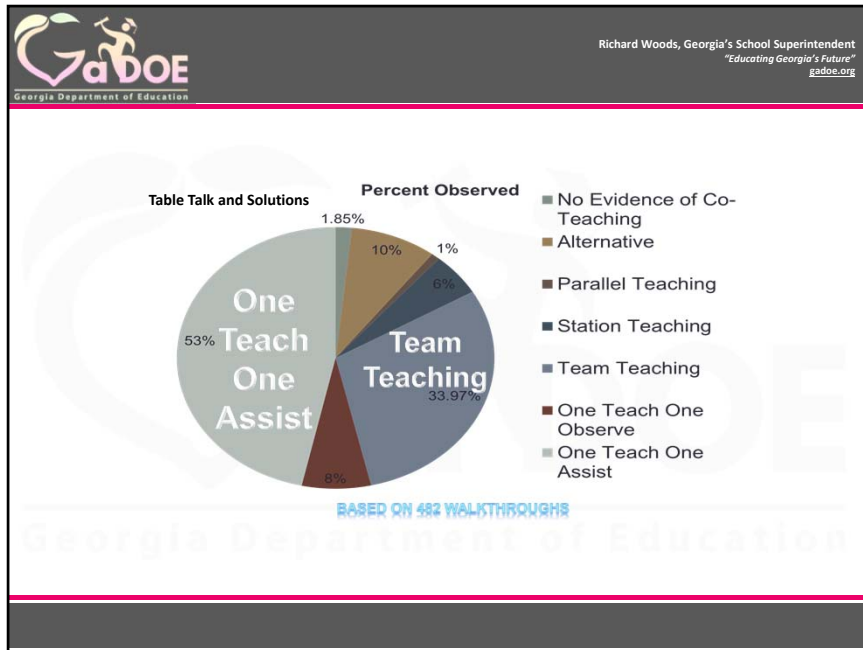 GaDOE
Georgia Department of Education
Richard Woods, Georgia's School Superintendent
"Educating Georgia's Future"
gadoe.org
Table Talk and Solutions
Percent Observed
1.85%
10%
1%
6%
33.97%
8%
53%
One
Teach
One
Assist
Team
Teaching
No Evidence of Co-
Teaching
Alternative
Parallel Teaching
Station Teaching
Team Teaching
One Teach One
Observe
One Teach One
Assist
BASED ON 482 WALKTHROUGHS
Georgia Department of Education